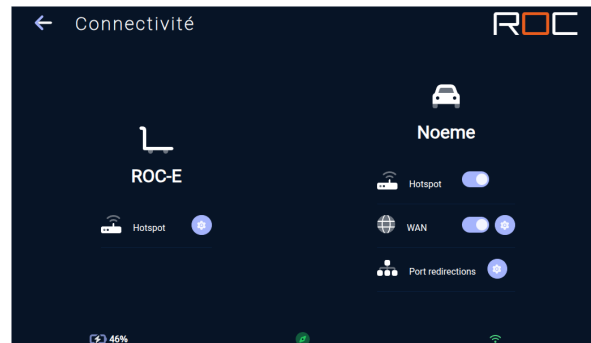 Connectivité
ROC
ROC-E
Hotspot
Noeme
Hotspot
WAN
Port redirections
46%